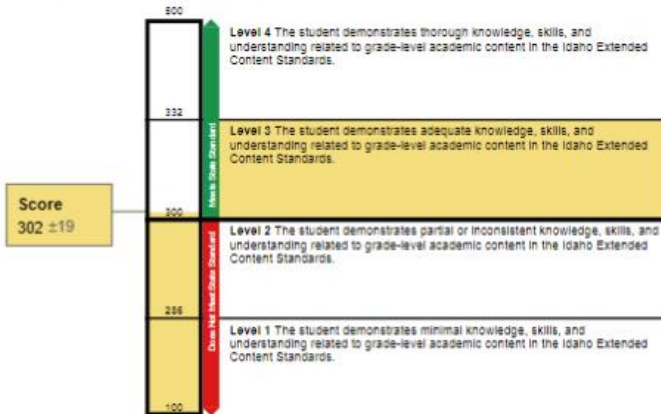 600
Level 4 The student demonstrates thorough knowledge, skills, and
understanding related to grade-level academic content in the Idaho Extended
Content Standards.
332
Level 3 The student demonstrates adequate knowledge, skills, and
understanding related to grade-level academic content in the Idaho Extended
Content Standards.
Meets State Standard
Score
302 ±19
300
Level 2 The student demonstrates partial or inconsistent knowledge, skills, and
understanding related to grade-level academic content in the Idaho Extended
Content Standards.
Does Not Meet State Standard
286
Level 1 The student demonstrates minimal knowledge, skills, and
understanding related to grade-level academic content in the Idaho Extended
Content Standards.
100